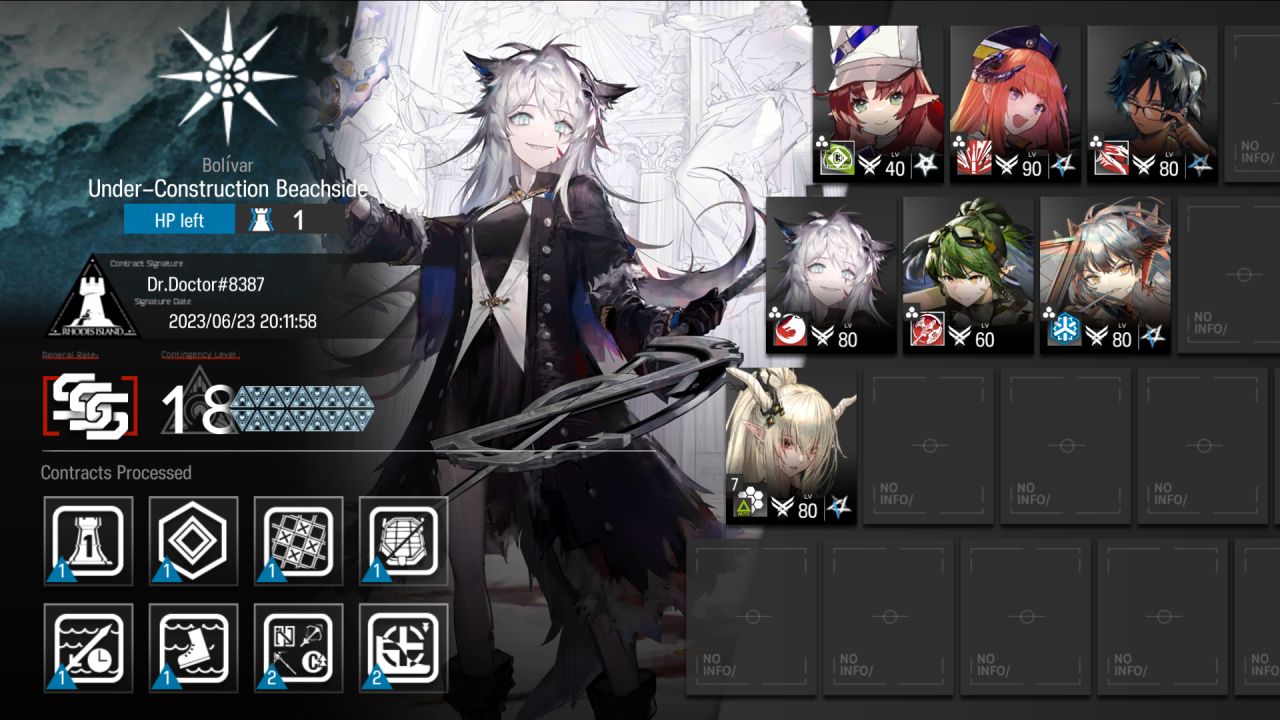 Bolívar
Under-Construction Beachside
HP left 1
Contract Signature
Dr.Doctor#8387
Signature Date
2023/06/23 20:11:58
RHODES ISLAND
General Rate:
Contingency Level:
18
Contracts Processed
1
1
1
1
1
1
1
2
2
LV
40
LV
90
LV
80
NO
INFO/
LV
80
LV
60
LV
80
NO
INFO/
7
LV
80
NO
INFO/
NO
INFO/
NO
INFO/
NO
INFO/
NO
INFO/
NO
INFO/
NO
INFO/
NO
INFO/